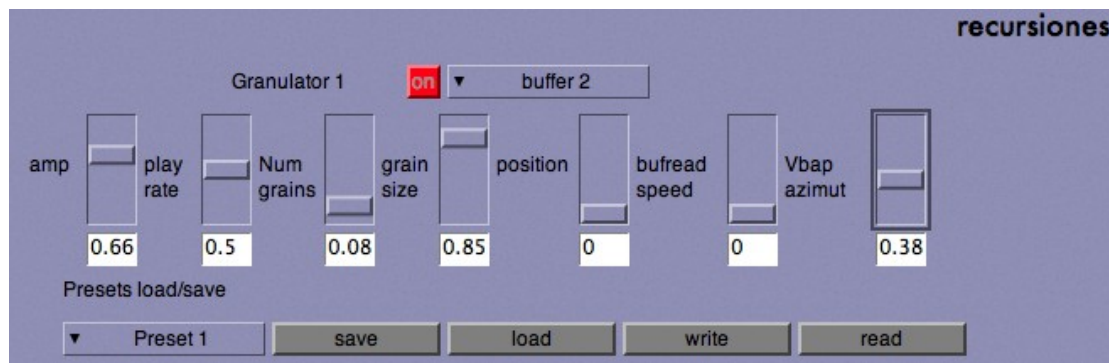 recursiones
Granulator 1 on ▼ buffer 2
amp play rate Num grains grain size position bufread speed Vbap azimut
0.66 0.5 0.08 0.85 0 0 0.38
Presets load/save
▼ Preset 1 save load write read